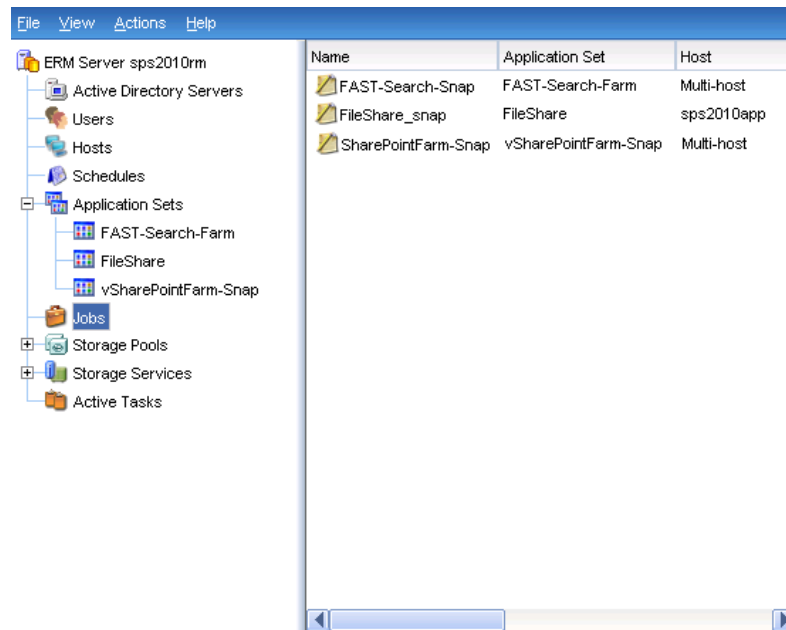 File View Actions Help
ERM Server sps2010rm
Active Directory Servers
Users
Hosts
Schedules
Application Sets
FAST-Search-Farm
FileShare
vSharePointFarm-Snap
Jobs
Storage Pools
Storage Services
Active Tasks
Name Application Set Host
FAST-Search-Snap FAST-Search-Farm Multi-host
FileShare_snap FileShare sps2010app
SharePointFarm-Snap vSharePointFarm-Snap Multi-host